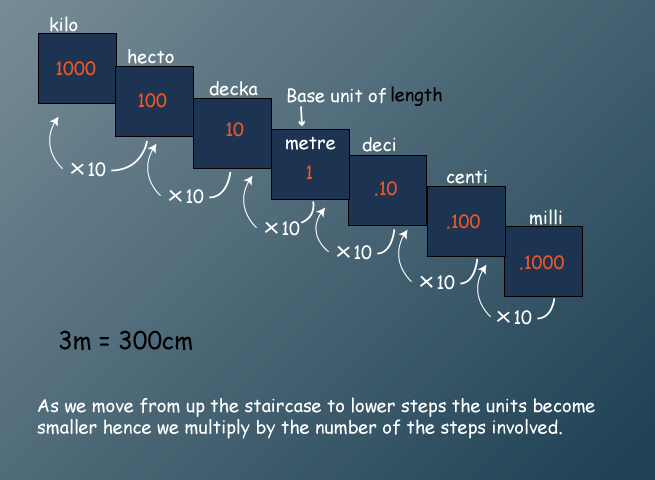 kilo
1000
hecto
100
decka
10
Base unit of length
metre
1
deci
.10
centi
.100
milli
.1000
×10
×10
×10
×10
×10
×10
3m = 300cm
As we move from up the staircase to lower steps the units become
smaller hence we multiply by the number of the steps involved.